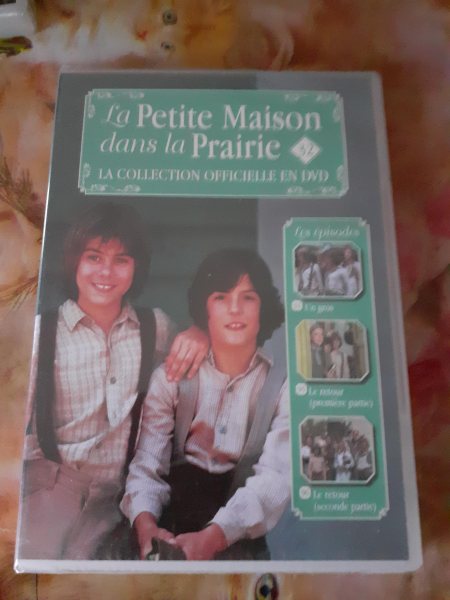 La Petite Maison
dans la Prairie
LA COLLECTION OFFICIELLE EN DVD
Les épisodes
Le retour
(première partie)
Le retour
(seconde partie)